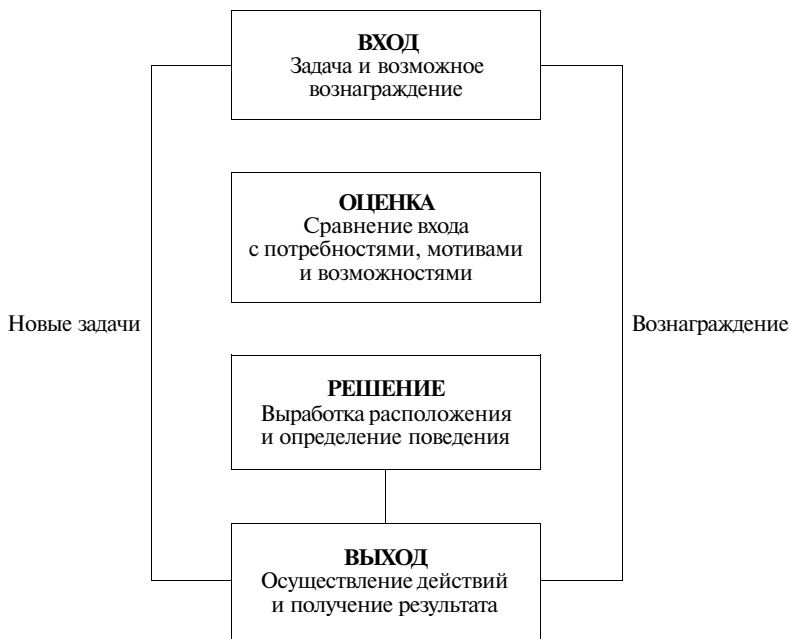 ВХОД
Задача и возможное
вознаграждение
ОЦЕНКА
Сравнение входа
с потребностями, мотивами
и возможностями
Новые задачи
Вознаграждение
РЕШЕНИЕ
Выработка расположения
и определение поведения
ВЫХОД
Осуществление действий
и получение результата